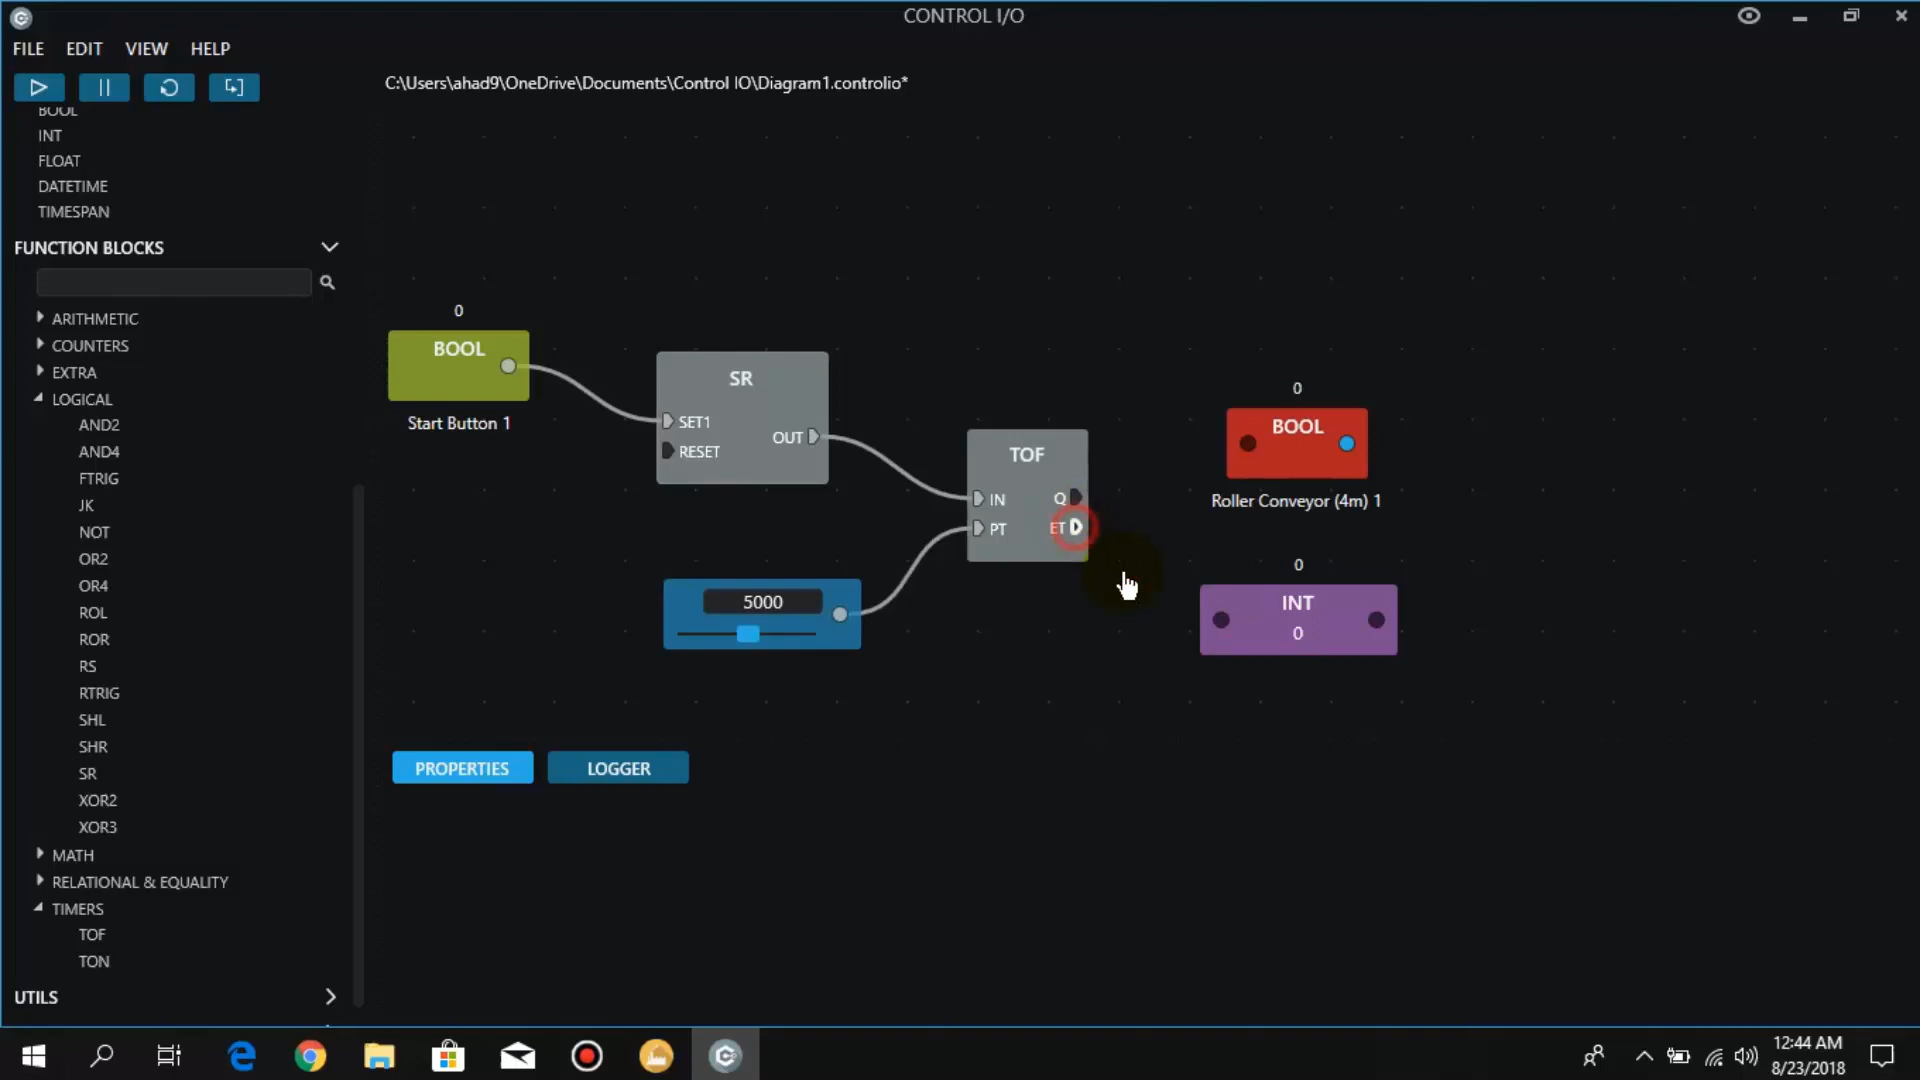 CONTROL I/O
FILE EDIT VIEW HELP
C:\Users\ahad9\OneDrive\Documents\Control IO\Diagram1.controlio*
BOOL
INT
FLOAT
DATETIME
TIMESPAN
FUNCTION BLOCKS
ARITHMETIC
COUNTERS
EXTRA
LOGICAL
AND2
AND4
FTRIG
JK
NOT
OR2
OR4
ROL
ROR
RS
RTRIG
SHL
SHR
SR
XOR2
XOR3
MATH
RELATIONAL & EQUALITY
TIMERS
TOF
TON
UTILS
0
BOOL
Start Button 1
SR
SET1
OUT
RESET
5000
TOF
IN Q
PT ET
0
BOOL
Roller Conveyor (4m) 1
0
INT
0
PROPERTIES LOGGER
12:44 AM
8/23/2018